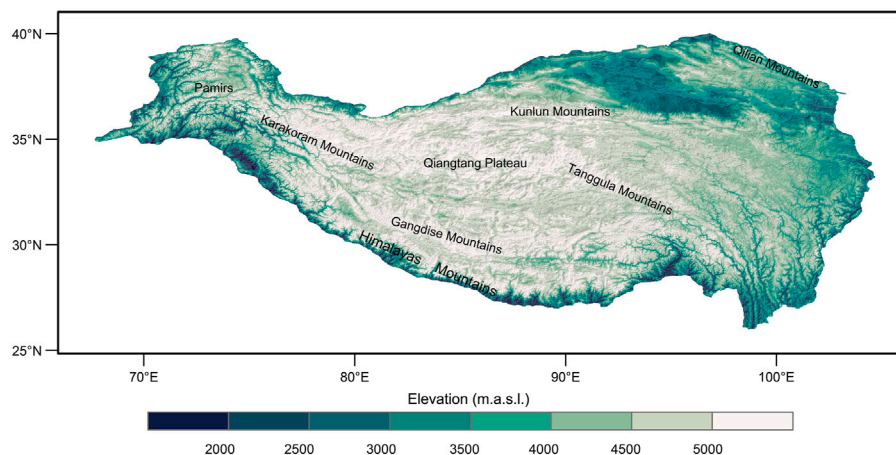 40°N
35°N
30°N
25°N
Qilian Mountains
Pamirs
Kunlun Mountains
Karakoram Mountains
Qiangtang Plateau
Tanggula Mountains
Gangdise Mountains
Himalayas Mountains
70°E 80°E 90°E 100°E
Elevation (m.a.s.l.)
2000 2500 3000 3500 4000 4500 5000